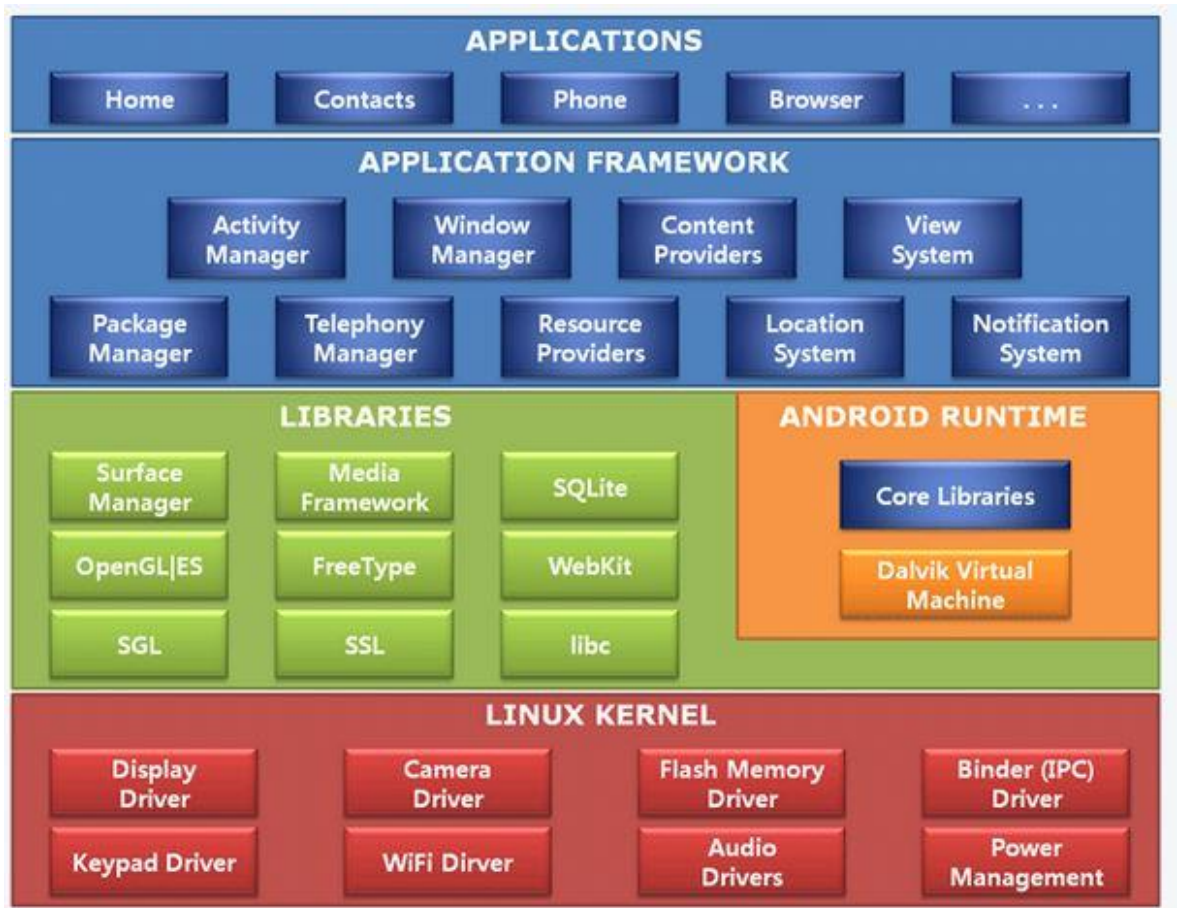 APPLICATIONS
Home Contacts Phone Browser . . .
APPLICATION FRAMEWORK
Activity Manager
Window Manager
Content Providers
View System
Package Manager
Telephony Manager
Resource Providers
Location System
Notification System
LIBRARIES
Surface Manager
Media Framework
SQLite
OpenGL|ES
FreeType
WebKit
SGL
SSL
libc
ANDROID RUNTIME
Core Libraries
Dalvik Virtual Machine
LINUX KERNEL
Display Driver
Camera Driver
Flash Memory Driver
Binder (IPC) Driver
Keypad Driver
WiFi Dirver
Audio Drivers
Power Management